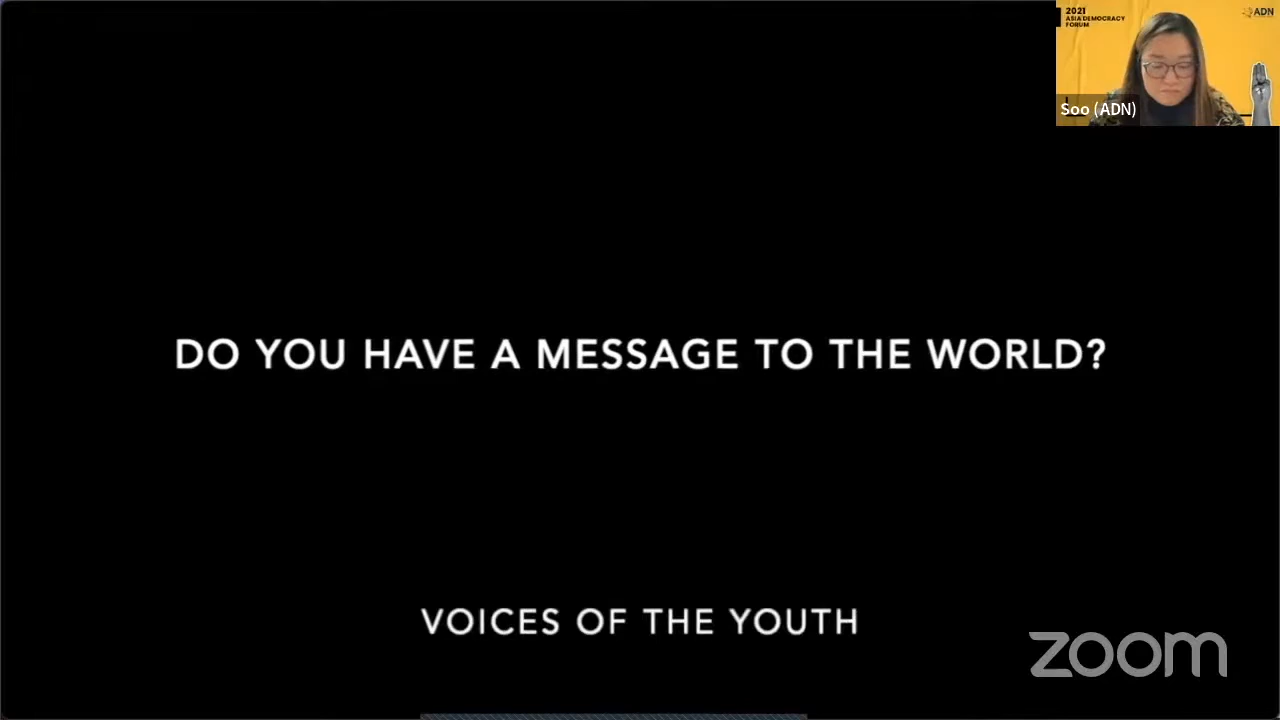 2021
ASIA DEMOCRACY
FORUM
ADN
Soo (ADN)
DO YOU HAVE A MESSAGE TO THE WORLD?
VOICES OF THE YOUTH
zoom